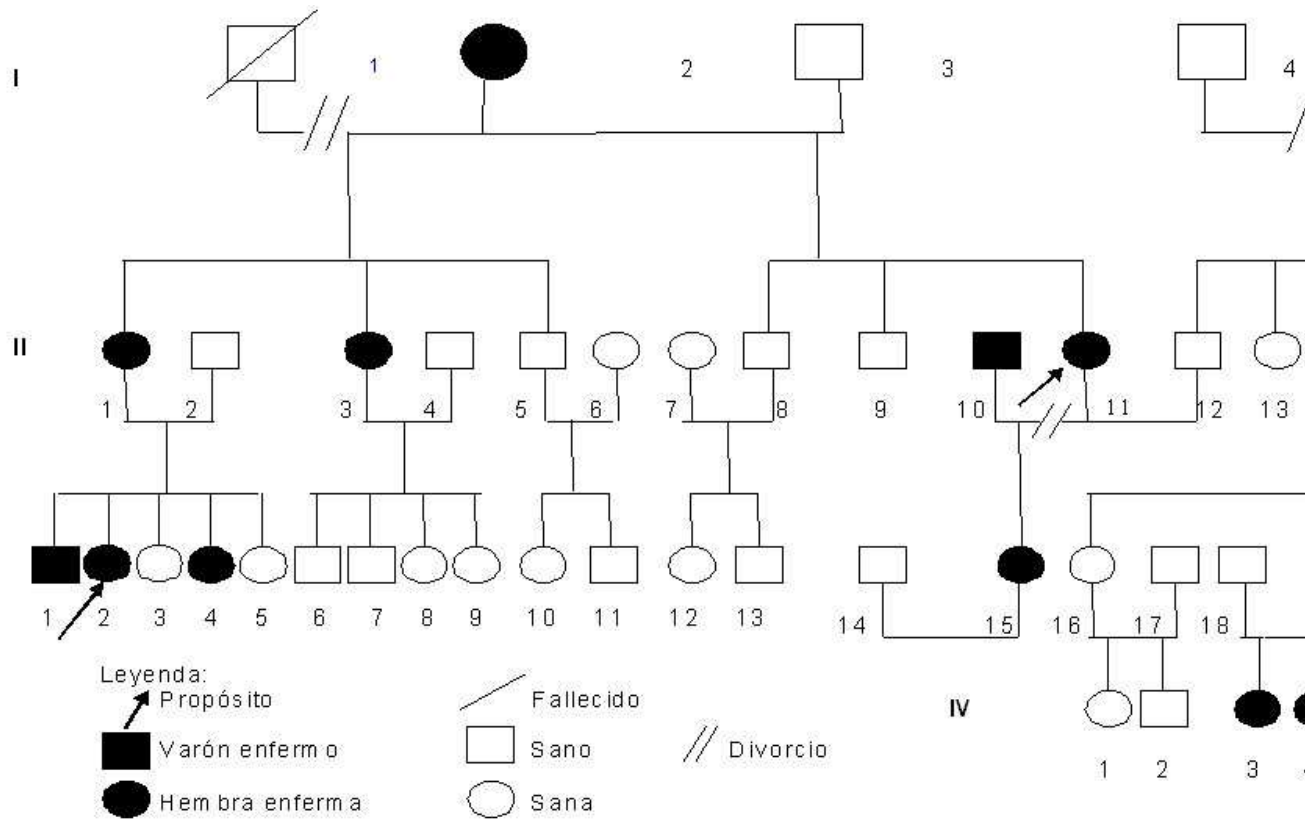 I 1 2 3 4
II
1 2 3 4 5 6 7 8 9 10 11 12 13
1 2 3 4 5 6 7 8 9 10 11 12 13 14 15 16 17 18
Leyenda:
Propósito Fallecido
IV
Varón enfermo Sano Divorcio
1 2 3
Hembra enferma Sana